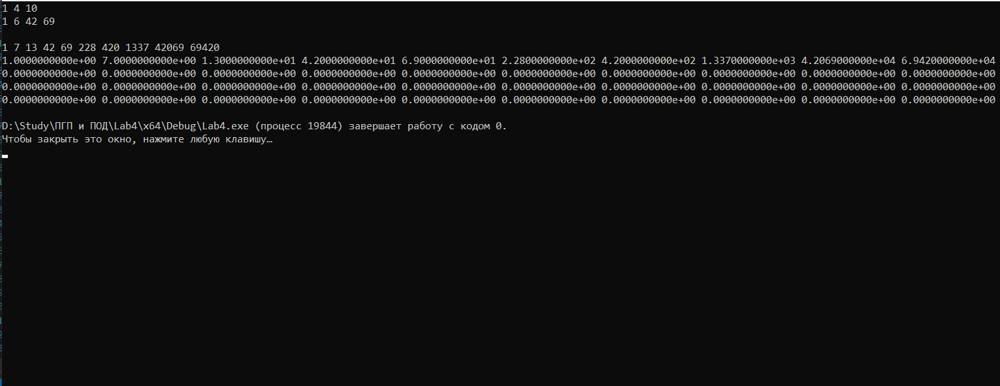 1 4 10
1 6 42 69
1 7 13 42 69 228 420 1337 42069 69420
1.0000000000e+00 7.0000000000e+00 1.3000000000e+01 4.2000000000e+01 6.9000000000e+01 2.2800000000e+02 4.2000000000e+02 1.3370000000e+03 4.2069000000e+04 6.9420000000e+04
0.0000000000e+00 0.0000000000e+00 0.0000000000e+00 0.0000000000e+00 0.0000000000e+00 0.0000000000e+00 0.0000000000e+00 0.0000000000e+00 0.0000000000e+00 0.0000000000e+00
0.0000000000e+00 0.0000000000e+00 0.0000000000e+00 0.0000000000e+00 0.0000000000e+00 0.0000000000e+00 0.0000000000e+00 0.0000000000e+00 0.0000000000e+00 0.0000000000e+00
0.0000000000e+00 0.0000000000e+00 0.0000000000e+00 0.0000000000e+00 0.0000000000e+00 0.0000000000e+00 0.0000000000e+00 0.0000000000e+00 0.0000000000e+00 0.0000000000e+00
D:\Study\ПГП и ПОД\Lab4\x64\Debug\Lab4.exe (процесс 19844) завершает работу с кодом 0.
Чтобы закрыть это окно, нажмите любую клавишу…